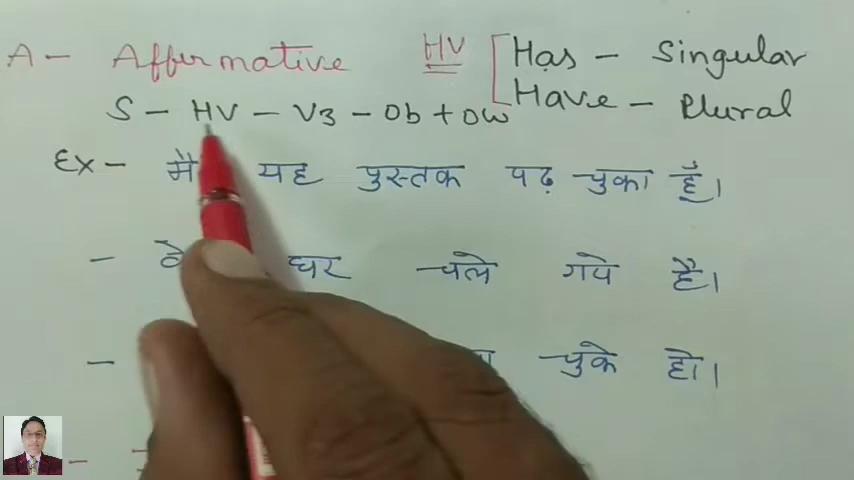 A - Affirmative HV Has - Singular
Have - Plural
S - HV - V3 - Ob + OW
Ex - मैं यह पुस्तक पढ़ चुका हूँ।
- घर चले गये है।
- चुके हो।